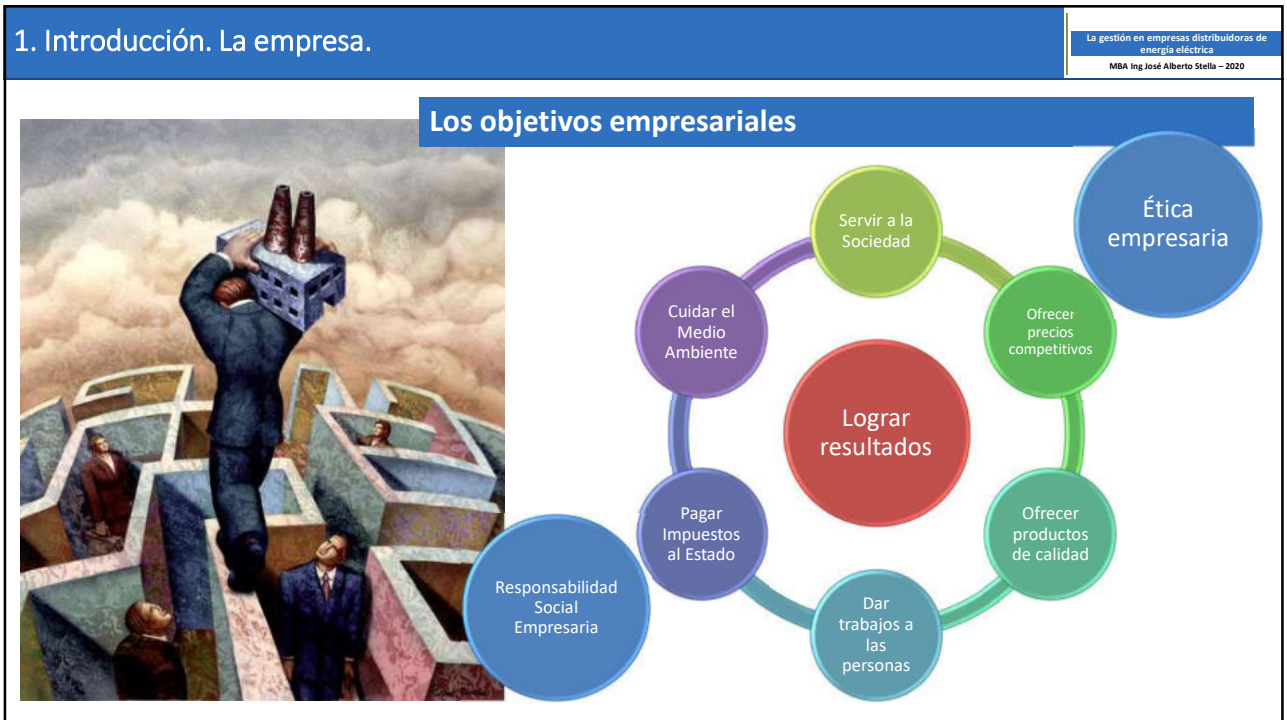 1. Introducción. La empresa.
La gestión en empresas distribuidoras de
energía eléctrica
MBA Ing José Alberto Stella – 2020
Los objetivos empresariales
Servir a la
Sociedad
Ética
empresaria
Ofrecer
precios
competitivos
Cuidar el
Medio
Ambiente
Lograr
resultados
Ofrecer
productos
de calidad
Pagar
Impuestos
al Estado
Dar
trabajos a
las
personas
Responsabilidad
Social
Empresaria